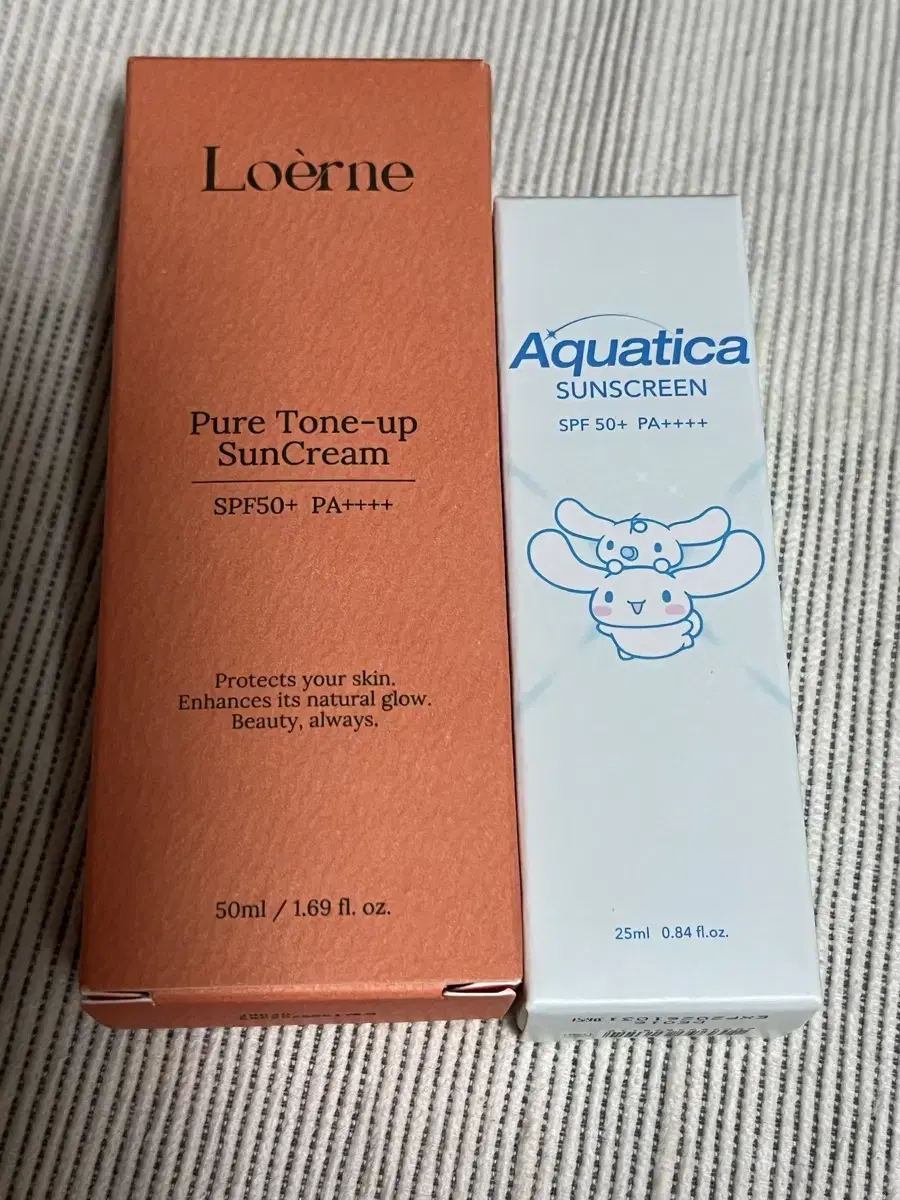 Loèrne
Pure Tone-up
SunCream
SPF50+ PA++++
Protects your skin.
Enhances its natural glow.
Beauty, always.
50ml / 1.69 fl. oz.
Aquatica
SUNSCREEN
SPF 50+ PA++++
25ml 0.84 fl.oz.